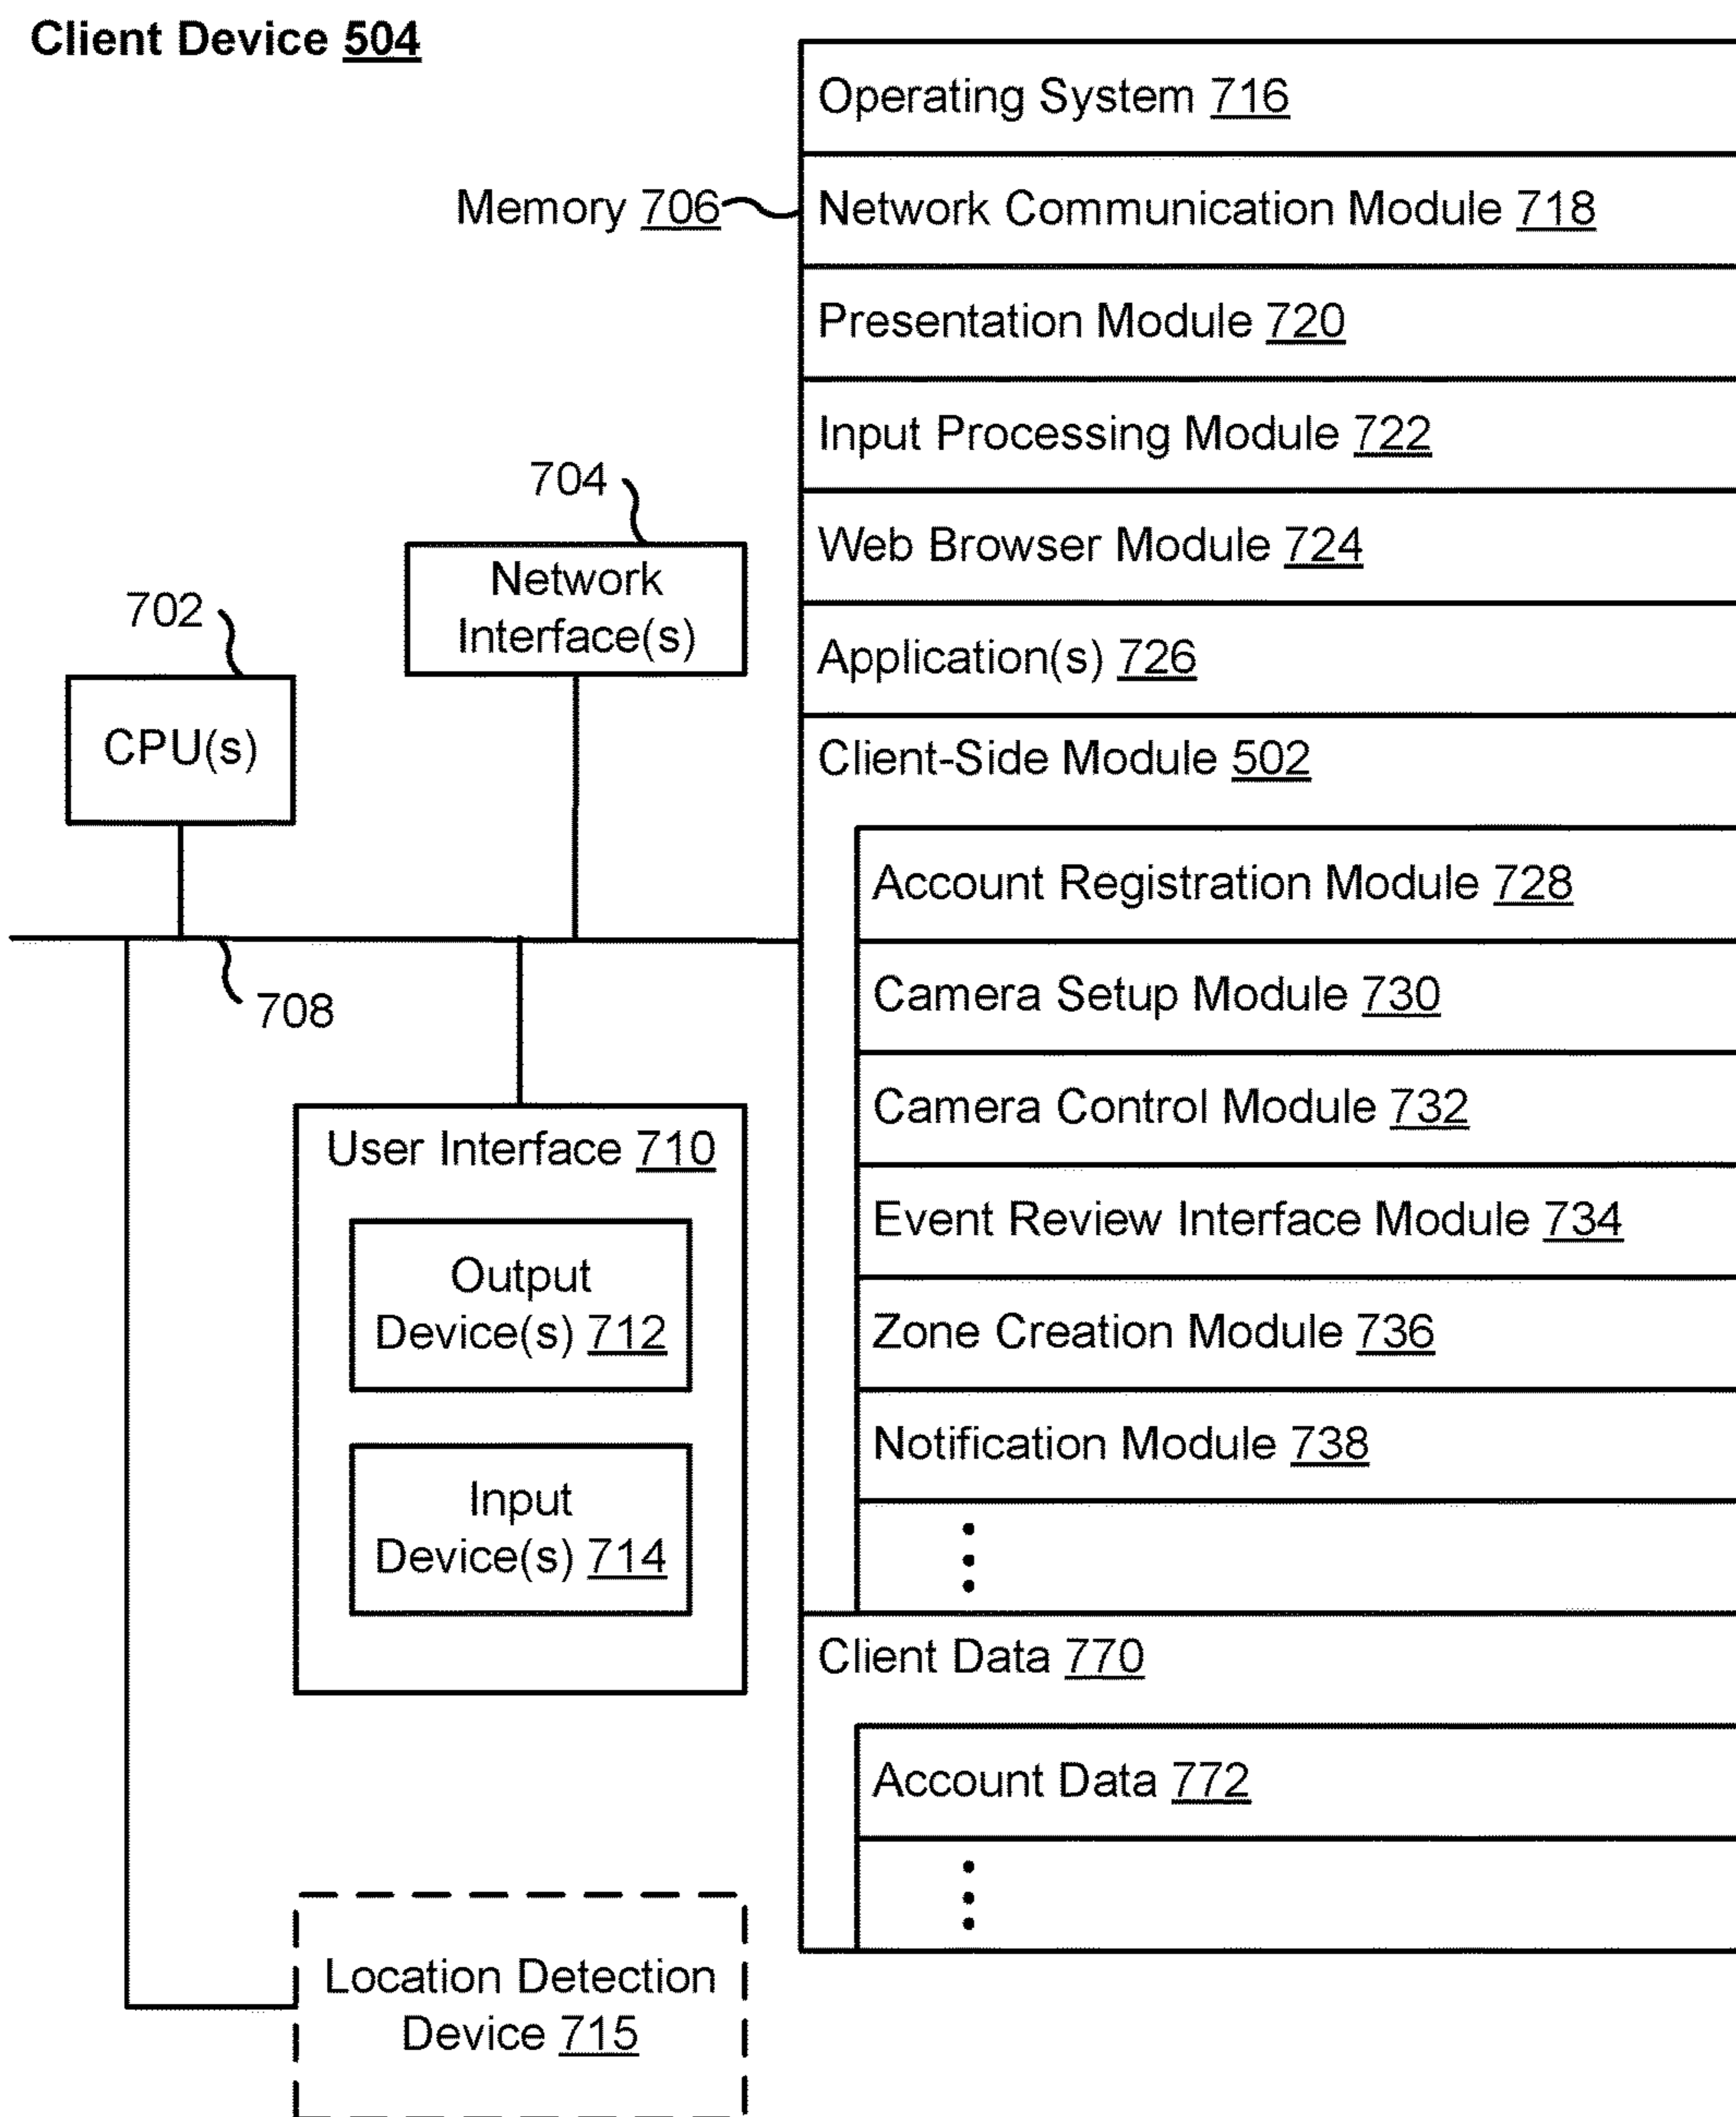 Client Device 504
Operating System 716
Memory 706
Network Communication Module 718
Presentation Module 720
Input Processing Module 722
704
Web Browser Module 724
Network
Interface(s)
702
Application(s) 726
CPU(s)
Client-Side Module 502
Account Registration Module 728
708
Camera Setup Module 730
Camera Control Module 732
User Interface 710
Event Review Interface Module 734
Output
Device(s) 712
Zone Creation Module 736
Notification Module 738
Input
Device(s) 714
Client Data 770
Account Data 772
Location Detection
Device 715